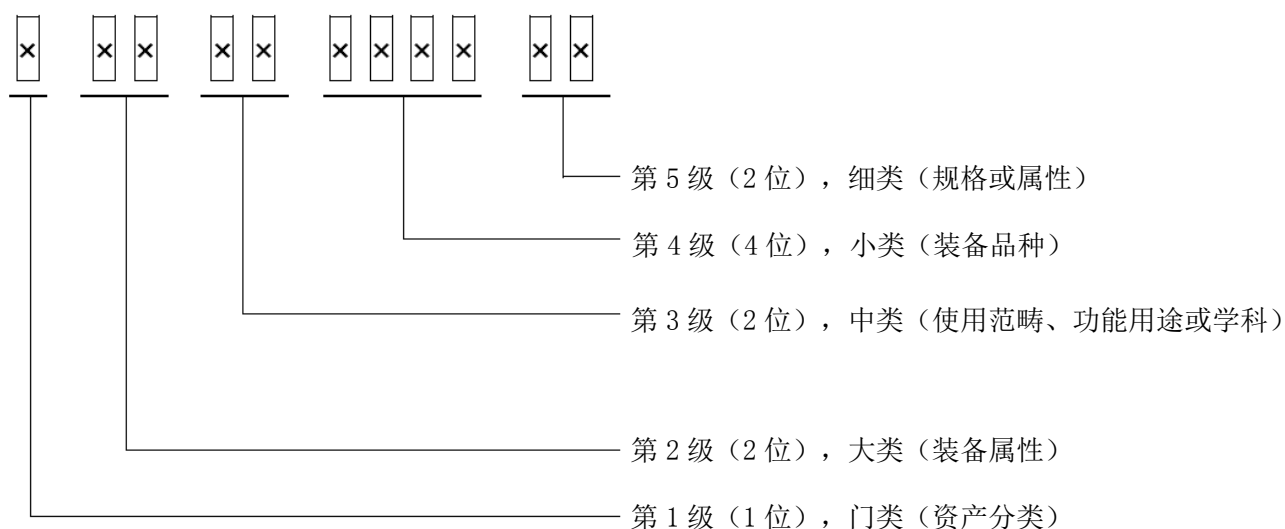 × ×× ×× ×××× ××
第5级（2位），细类（规格或属性）
第4级（4位），小类（装备品种）
第3级（2位），中类（使用范畴、功能用途或学科）
第2级（2位），大类（装备属性）
第1级（1位），门类（资产分类）